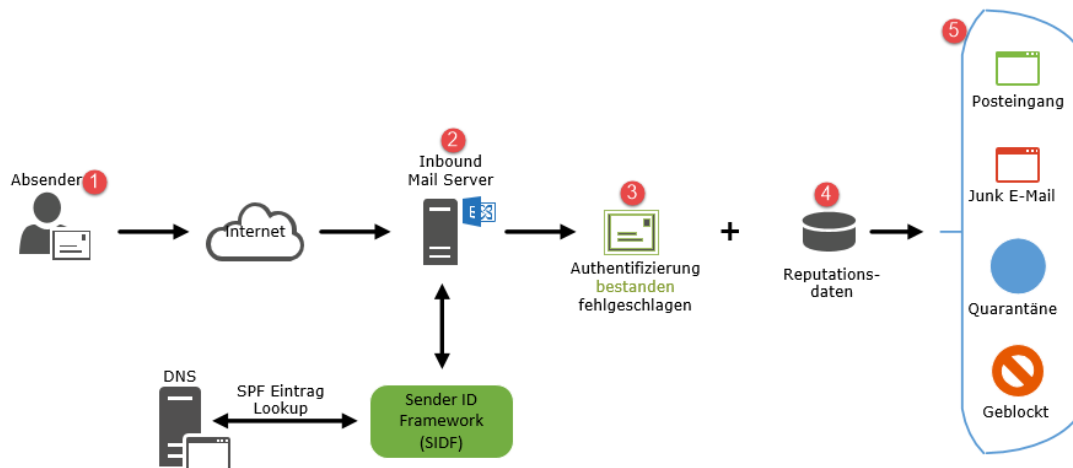 5
Posteingang
2
Inbound
Mail Server
Absender
1
3
4
Junk E-Mail
Internet
E
Authentifizierung
bestanden
fehlgeschlagen
+
Reputations-
daten
Quarantäne
DNS
SPF Eintrag
Lookup
Sender ID
Framework
(SIDF)
Geblockt